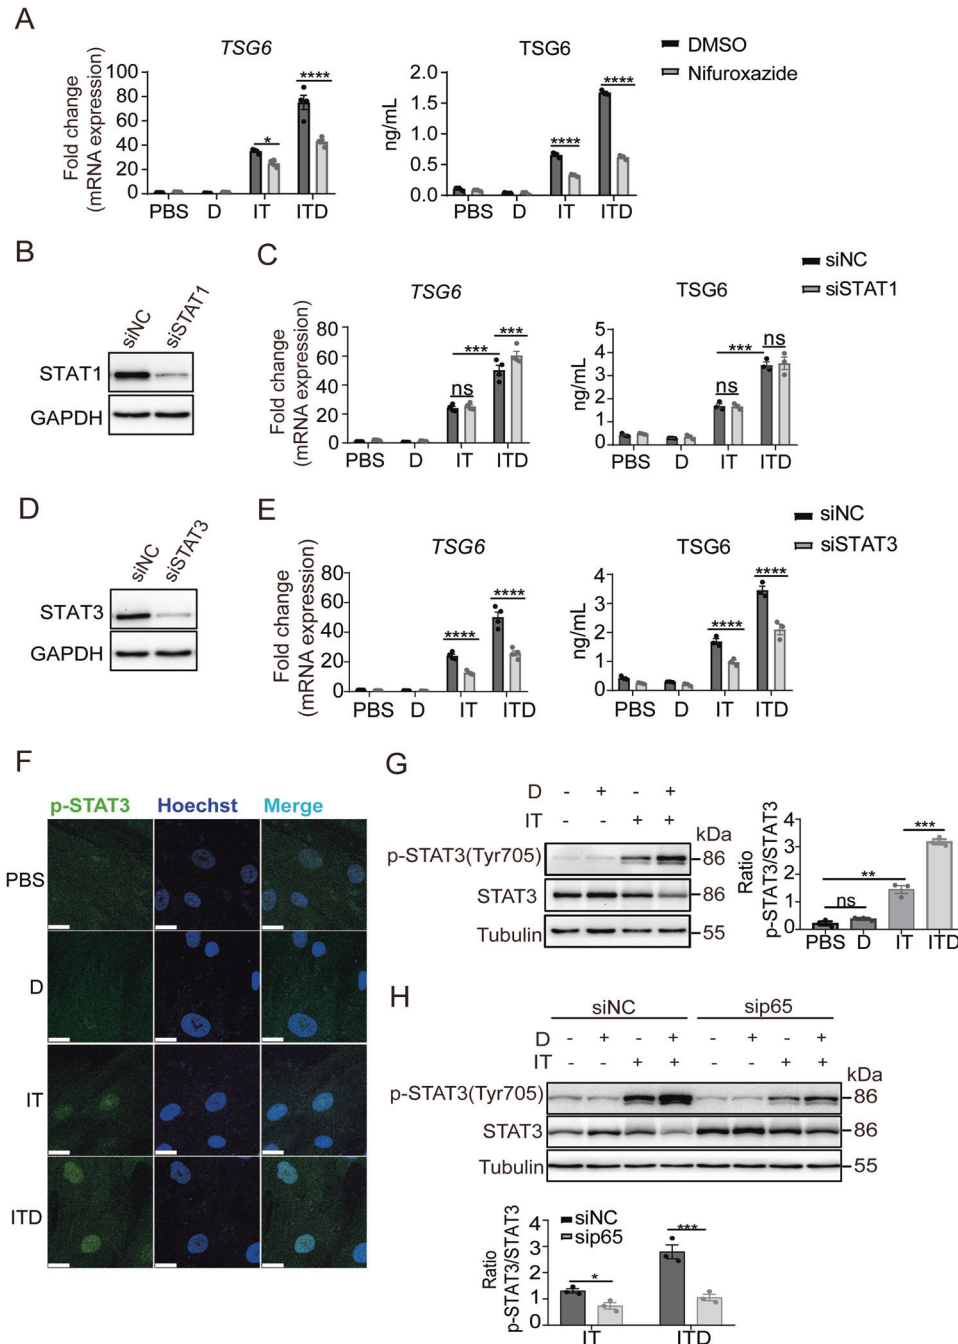 A
TSG6
TSG6
DMSO
Nifuroxazide
Fold change
(mRNA expression)
100
80
60
40
20
0
****
*
PBS D IT ITD
ng/mL
2.0
1.5
1.0
0.5
0.0
****
****
PBS D IT ITD
B
siNC siSTAT1
STAT1
GAPDH
C
siNC
siSTAT1
TSG6
TSG6
Fold change
(mRNA expression)
80
60
40
20
0
***
***
ns
PBS D IT ITD
ng/mL
5
4
3
2
1
0
ns
***
ns
PBS D IT ITD
D
siNC siSTAT3
STAT3
GAPDH
E
siNC
siSTAT3
TSG6
TSG6
Fold change
(mRNA expression)
80
60
40
20
0
****
****
PBS D IT ITD
ng/mL
4
3
2
1
0
****
****
PBS D IT ITD
F
p-STAT3 Hoechst Merge
PBS
D
IT
ITD
G
D - + - +
IT - - + +
kDa
p-STAT3(Tyr705) 86
STAT3 86
Tubulin 55
Ratio
p-STAT3/STAT3
4
3
2
1
0
***
**
ns
PBS D IT ITD
H
siNC sip65
D - + - + - + - +
IT - - + + - - + +
kDa
p-STAT3(Tyr705) 86
STAT3 86
Tubulin 55
Ratio
p-STAT3/STAT3
4
3
2
1
0
siNC
sip65
***
*
IT ITD